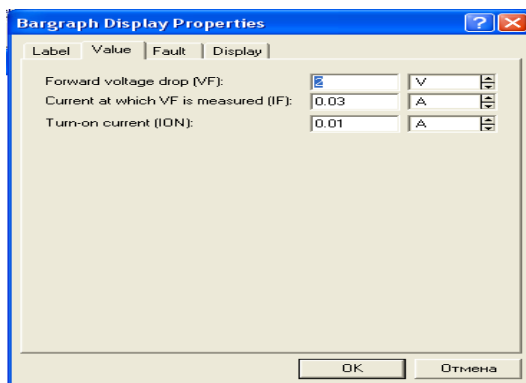 Bargraph Display Properties
Label Value Fault Display
Forward voltage drop (VF): 2 V
Current at which VF is measured (IF): 0.03 A
Turn-on current (ION): 0.01 A
OK Отмена